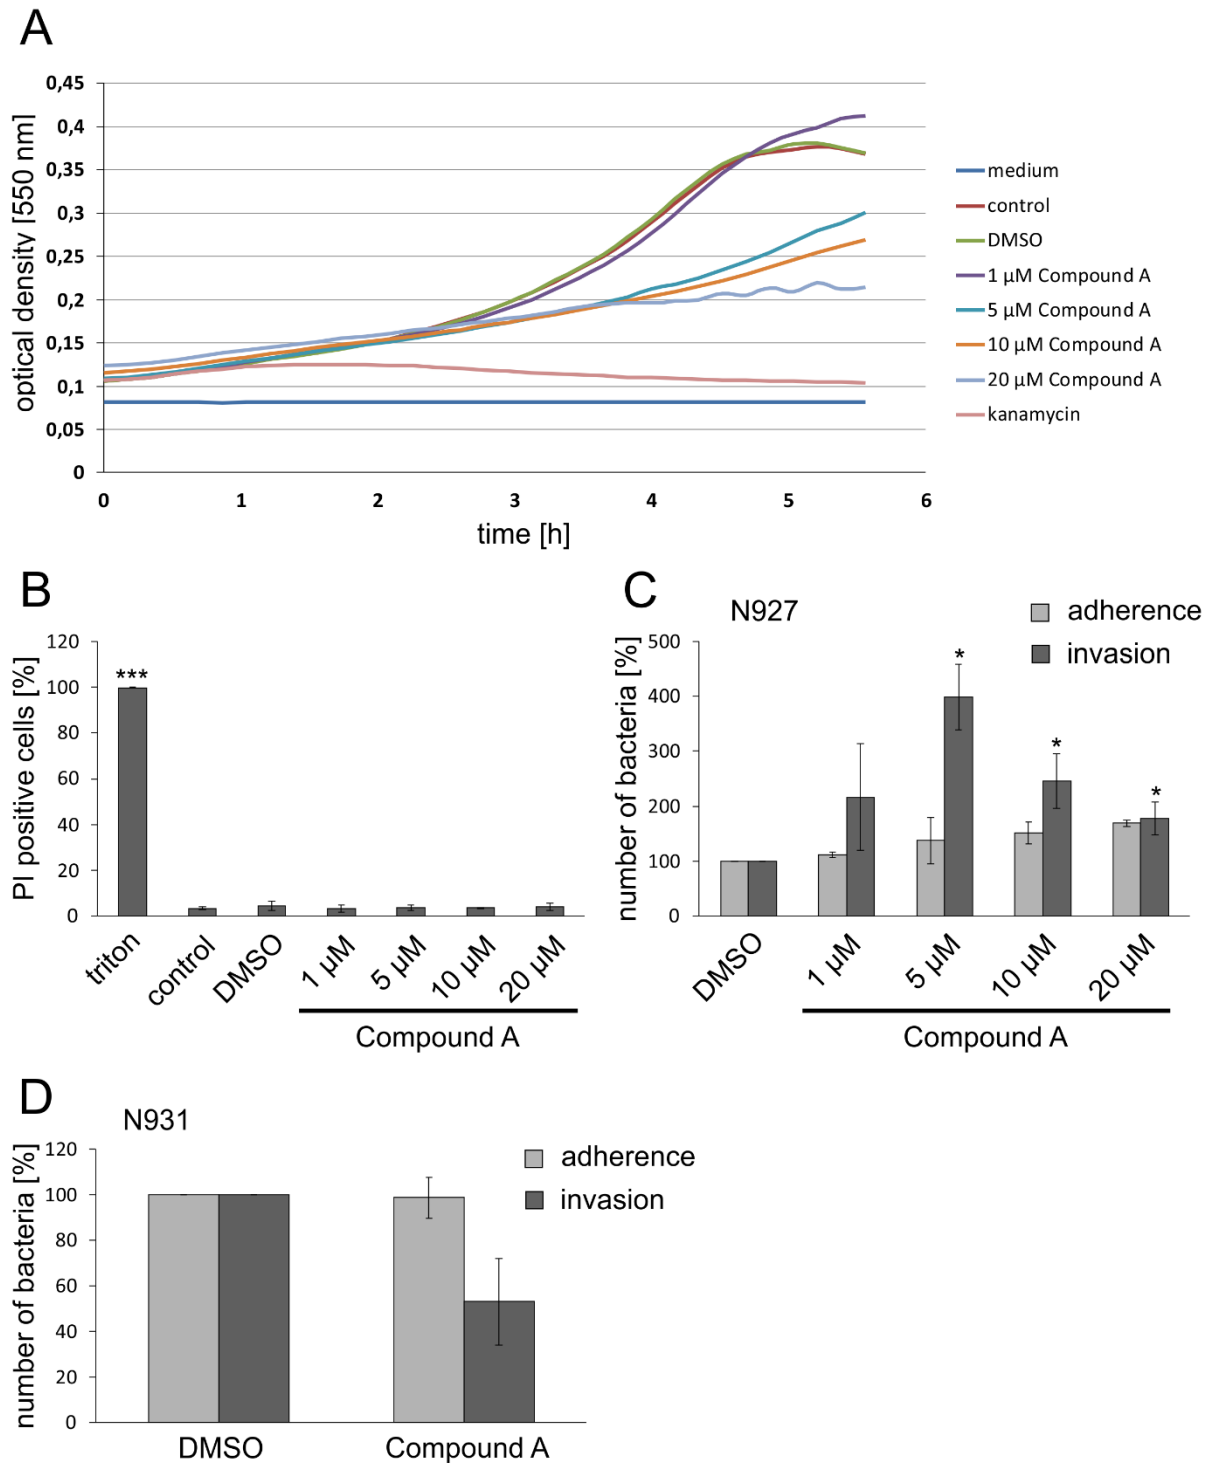 A
optical density [550 nm]
0,45
0,4
0,35
0,3
0,25
0,2
0,15
0,1
0,05
0
0 1 2 3 4 5 6
time [h]
medium
control
DMSO
1 µM Compound A
5 µM Compound A
10 µM Compound A
20 µM Compound A
kanamycin
B
PI positive cells [%]
120
100
80
60
40
20
0
***
triton control DMSO 1 µM 5 µM 10 µM 20 µM
Compound A
C
N927
adherence
invasion
number of bacteria [%]
500
400
300
200
100
0
* * *
DMSO 1 µM 5 µM 10 µM 20 µM
Compound A
D
N931
adherence
invasion
number of bacteria [%]
120
100
80
60
40
20
0
DMSO Compound A